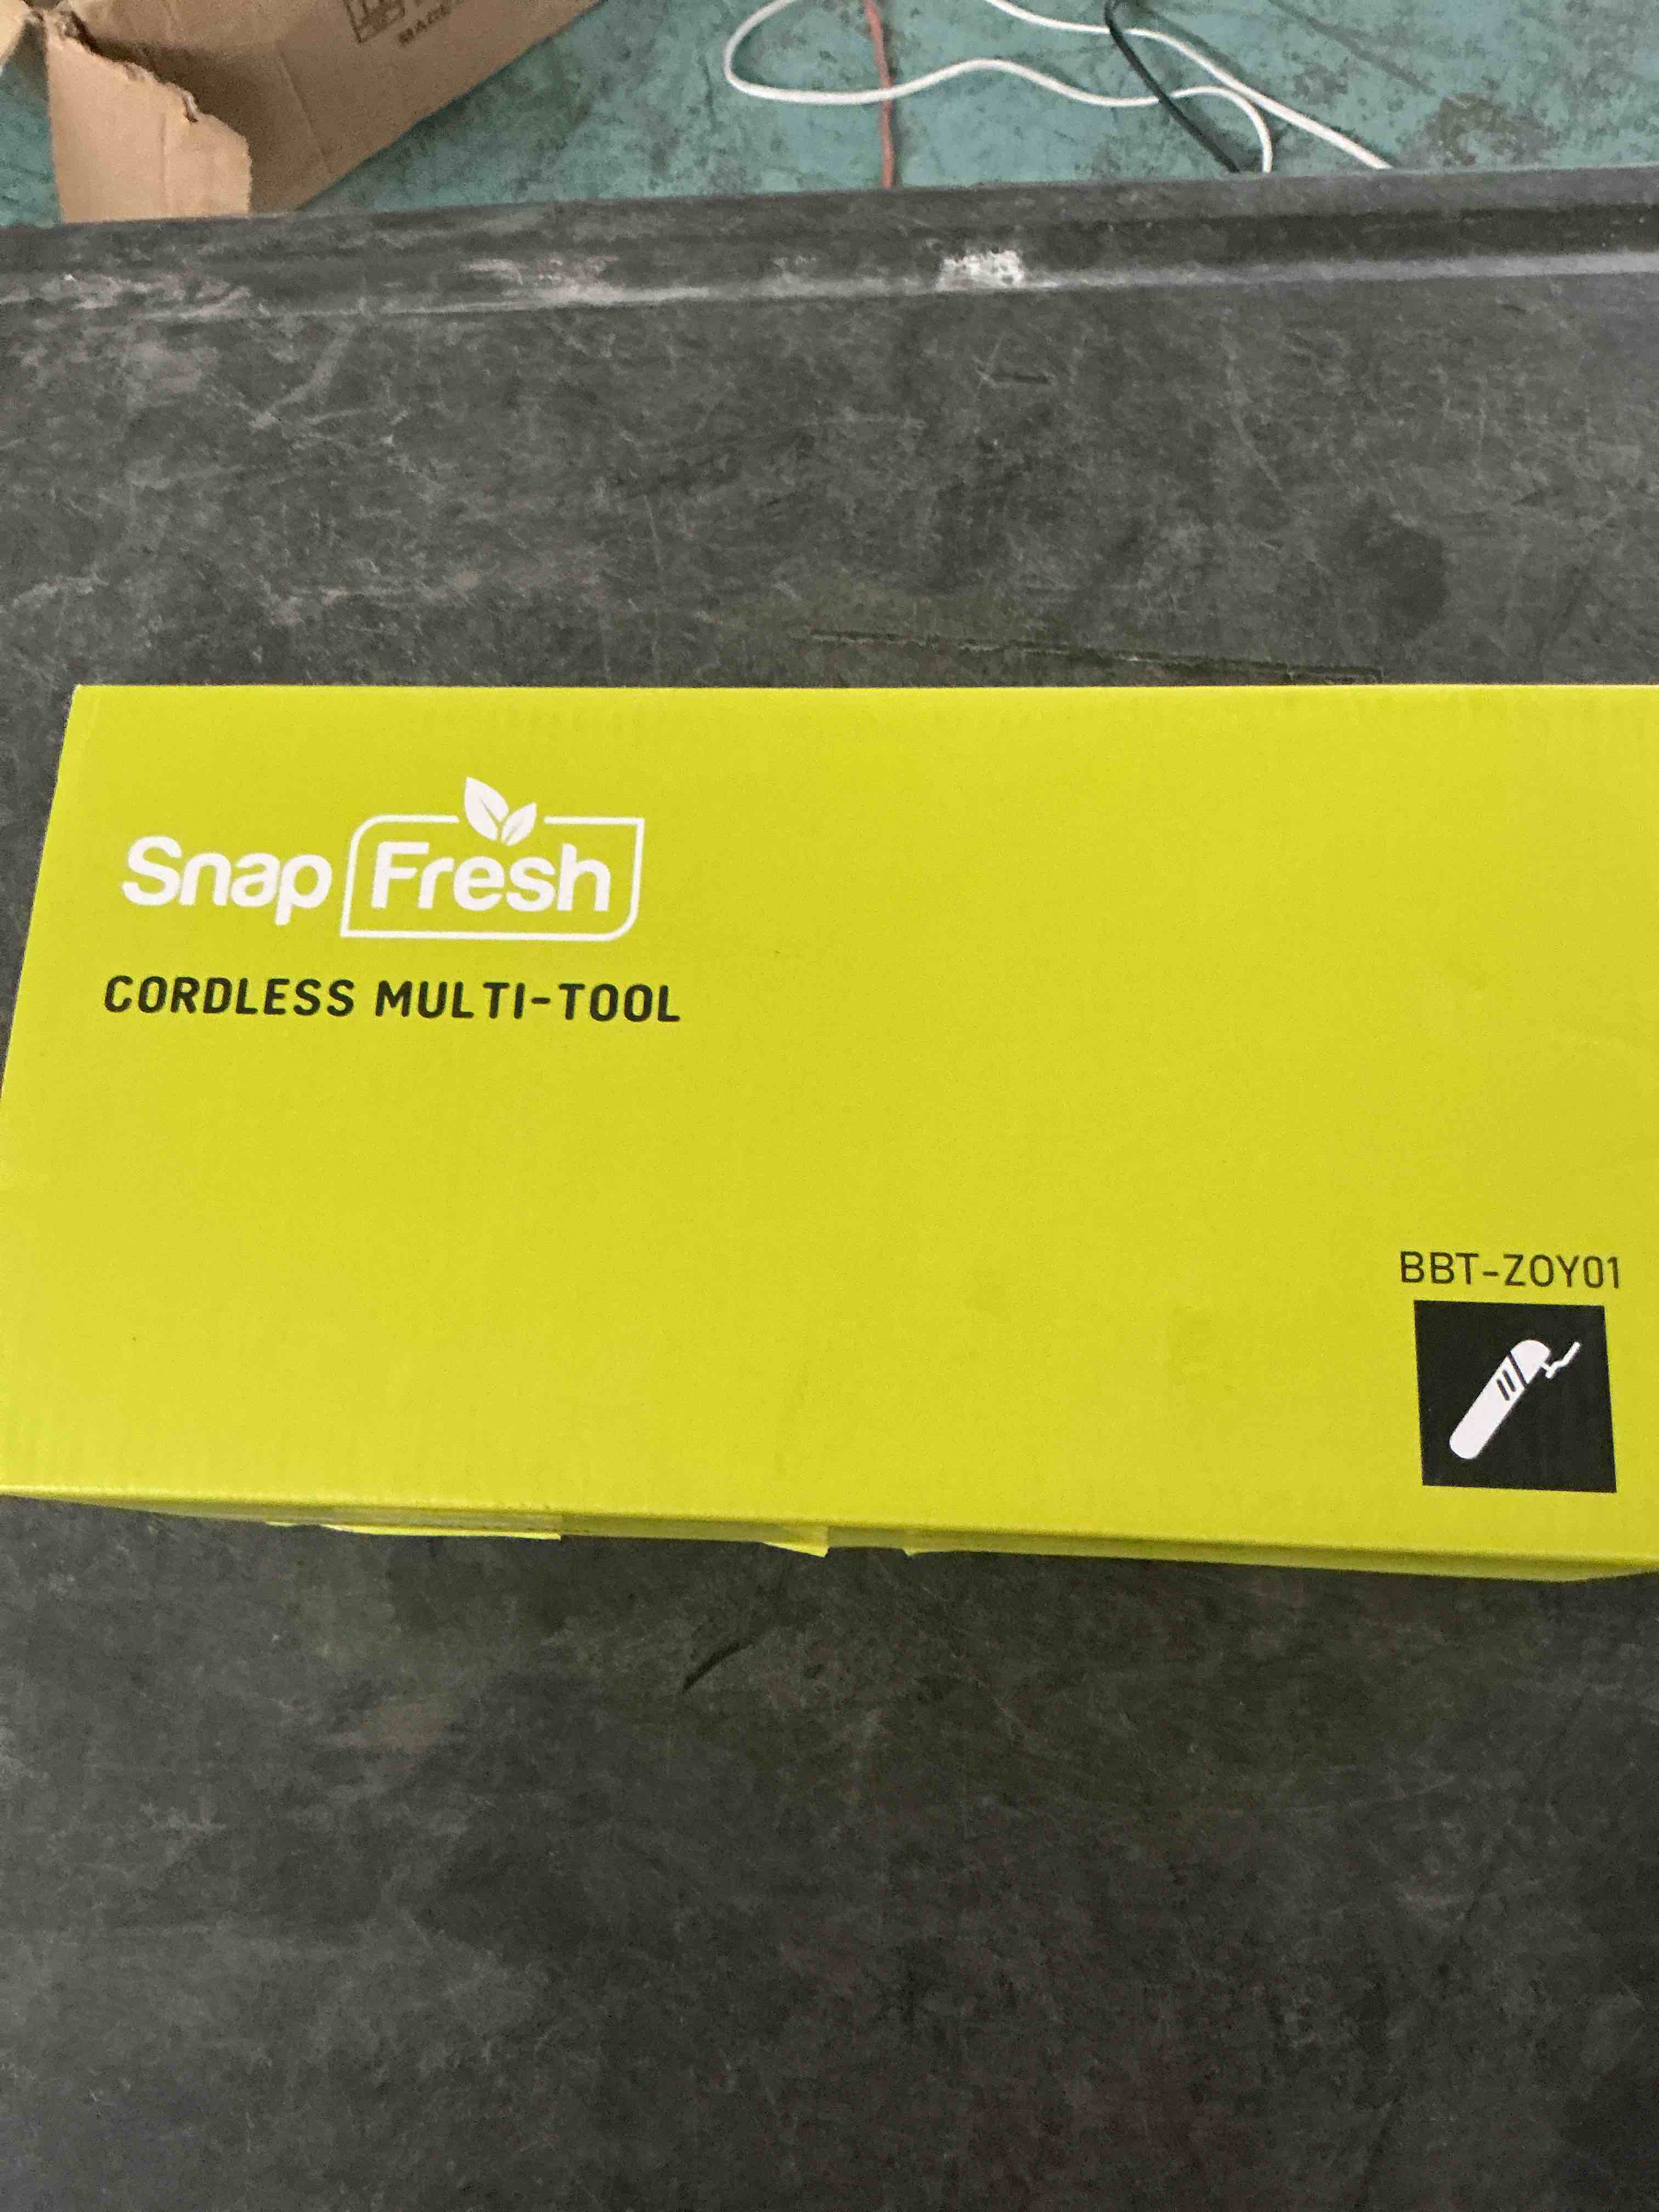 Snap Fresh
CORDLESS MULTI-TOOL
BBT-ZOY01